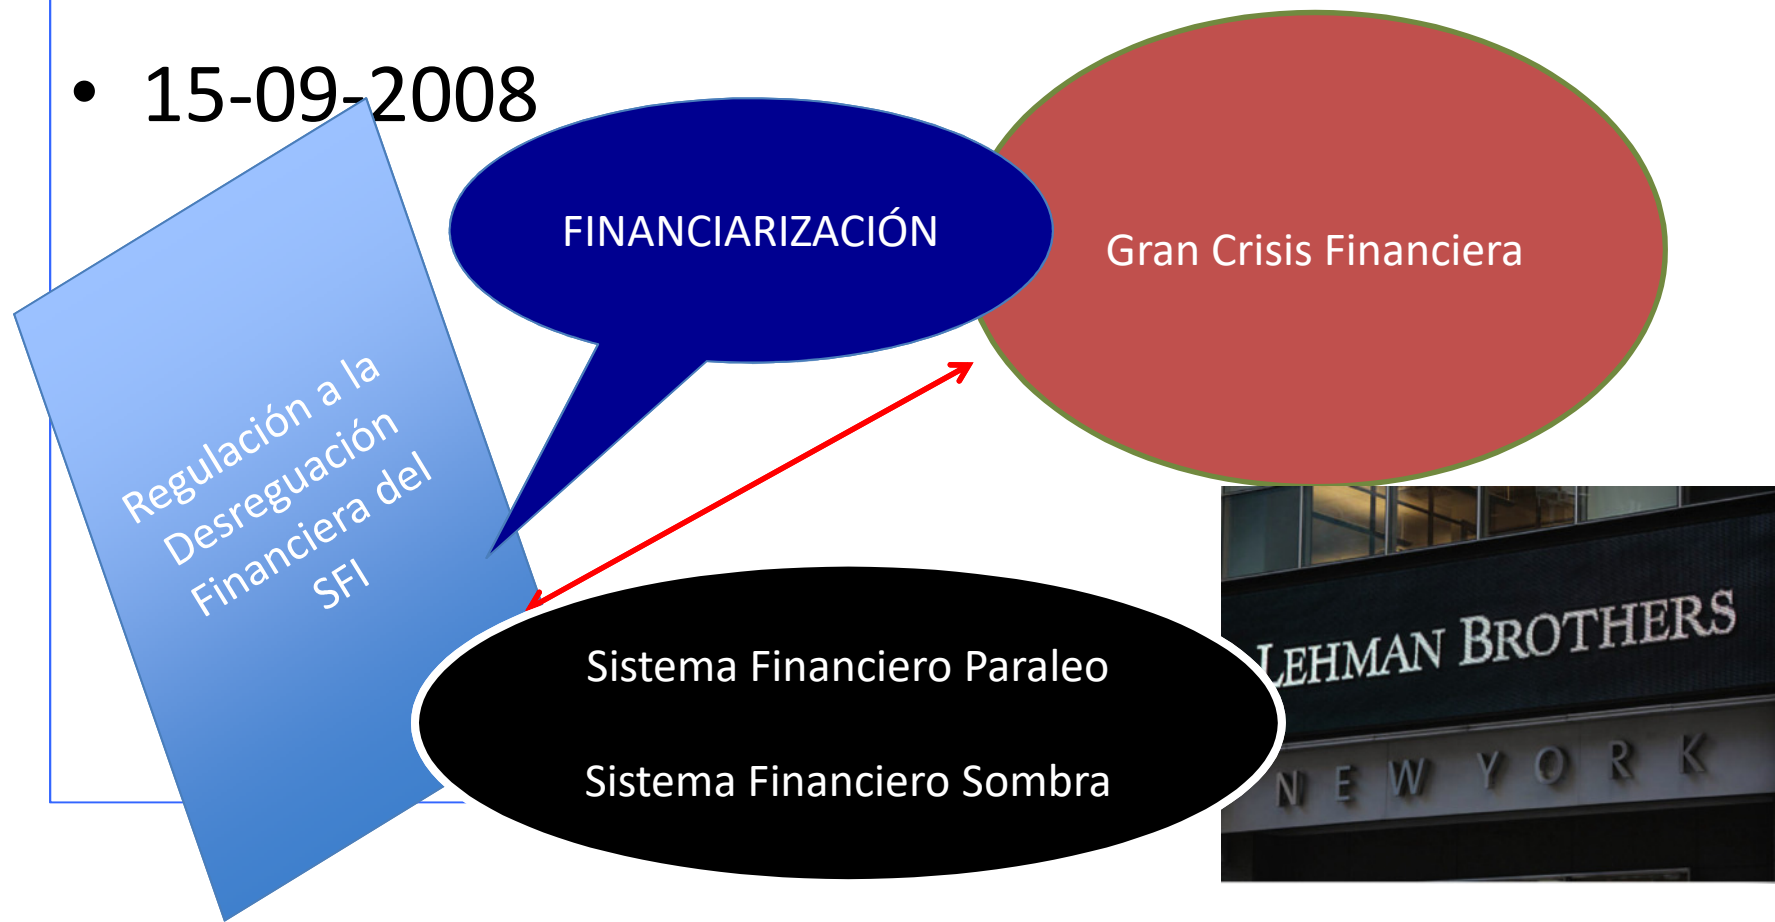 • 15-09-2008
FINANCIARIZACIÓN
Gran Crisis Financiera
Regulación a la
Desreguación
Financiera del
SFI
Sistema Financiero Paraleo
Sistema Financiero Sombra
LEHMAN BROTHERS
NEW YORK